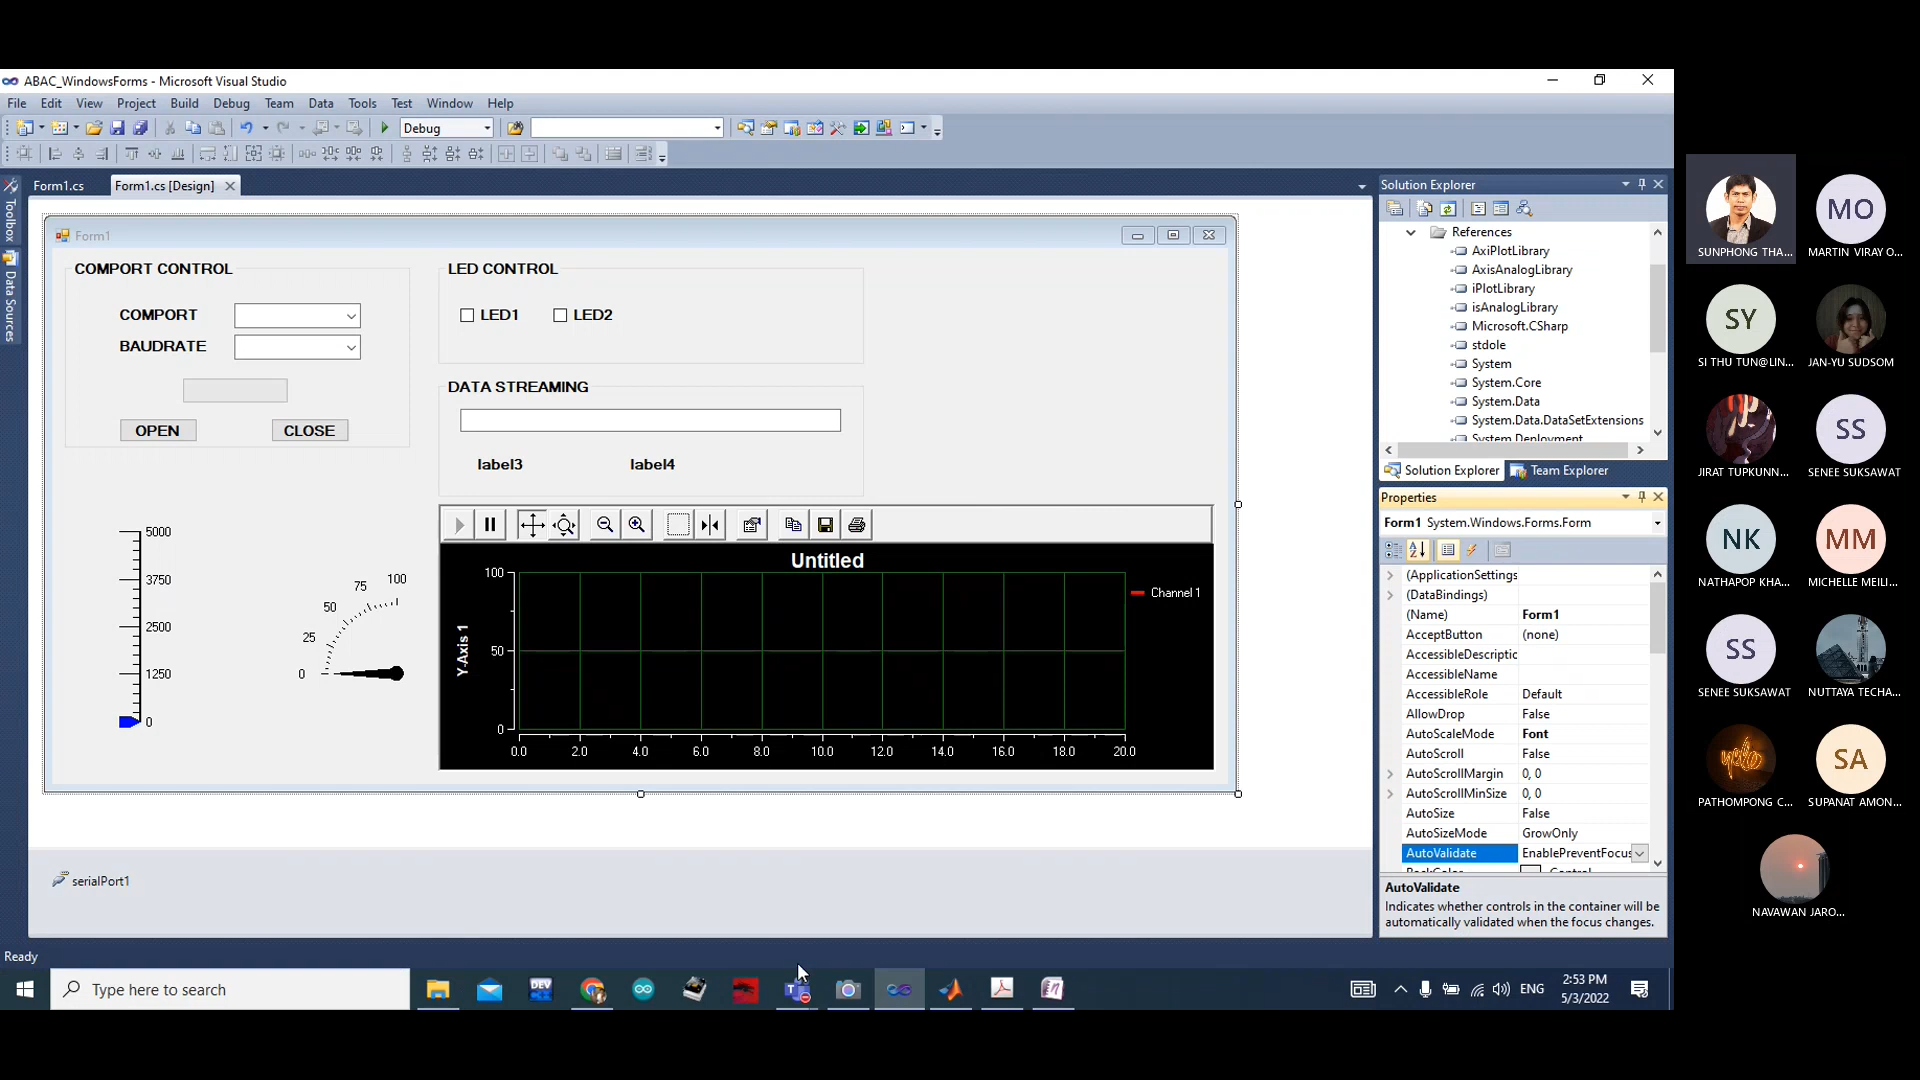 ABAC_WindowsForms - Microsoft Visual Studio
File Edit View Project Build Debug Team Data Tools Test Window Help
Debug
Form1.cs
Form1.cs [Design]
Toolbox
Data Sources
Form1
COMPORT CONTROL
COMPORT
BAUDRATE
OPEN
CLOSE
LED CONTROL
LED1
LED2
DATA STREAMING
label3
label4
5000
3750
2500
1250
0
0
25
50
75
100
Untitled
Y-Axis 1
100
50
0
0.0 2.0 4.0 6.0 8.0 10.0 12.0 14.0 16.0 18.0 20.0
Channel 1
serialPort1
Solution Explorer
References
AxiPlotLibrary
AxisAnalogLibrary
iPlotLibrary
isAnalogLibrary
Microsoft.CSharp
stdole
System
System.Core
System.Data
System.Data.DataSetExtensions
System.Deployment
Solution Explorer
Team Explorer
Properties
Form1 System.Windows.Forms.Form
(ApplicationSettings
(DataBindings)
(Name) Form1
AcceptButton (none)
AccessibleDescriptic
AccessibleName
AccessibleRole Default
AllowDrop False
AutoScaleMode Font
AutoScroll False
AutoScrollMargin 0, 0
AutoScrollMinSize 0, 0
AutoSize False
AutoSizeMode GrowOnly
AutoValidate EnablePreventFocus
BackColor Control
AutoValidate
Indicates whether controls in the container will be
automatically validated when the focus changes.
Ready
Type here to search
DEV
ENG
2:53 PM
5/3/2022
SUNPHONG THA...
MO
MARTIN VIRAY O...
SY
SI THU TUN@LIN...
JAN-YU SUDSOM
JIRAT TUPKUNN...
SS
SENEE SUKSAWAT
NK
NATHAPOP KHA...
MM
MICHELLE MEILI...
SS
SENEE SUKSAWAT
NUTTAYA TECHA...
PATHOMPONG C...
SA
SUPANAT AMON...
NAVAWAN JARO...